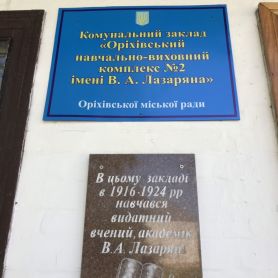 Комунальний заклад
«Оріхівський
навчально-виховний
комплекс №2
імені В. А. Лазаряна»
Оріхівської міської ради
В цьому закладі
в 1916-1924 рр
навчався
видатний
вчений, академік
В.А. Лазарян